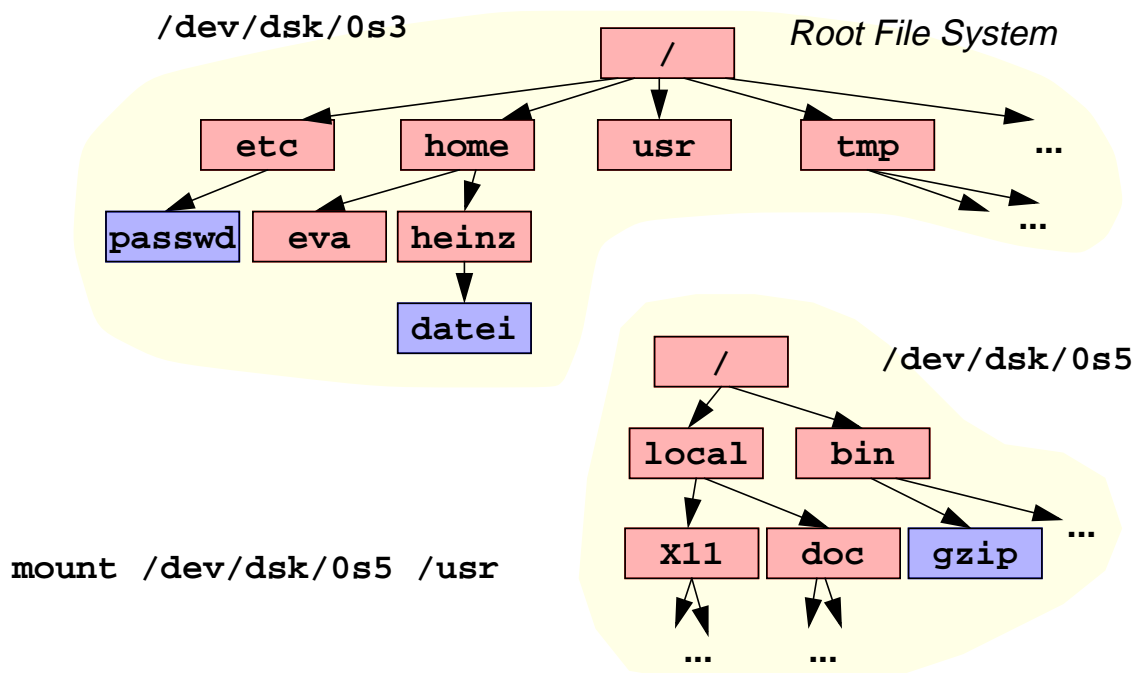 /dev/dsk/0s3
Root File System
/
etc
home
usr
tmp
...
passwd
eva
heinz
...
datei
/
/dev/dsk/0s5
local
bin
X11
doc
gzip
...
mount /dev/dsk/0s5 /usr
...
...